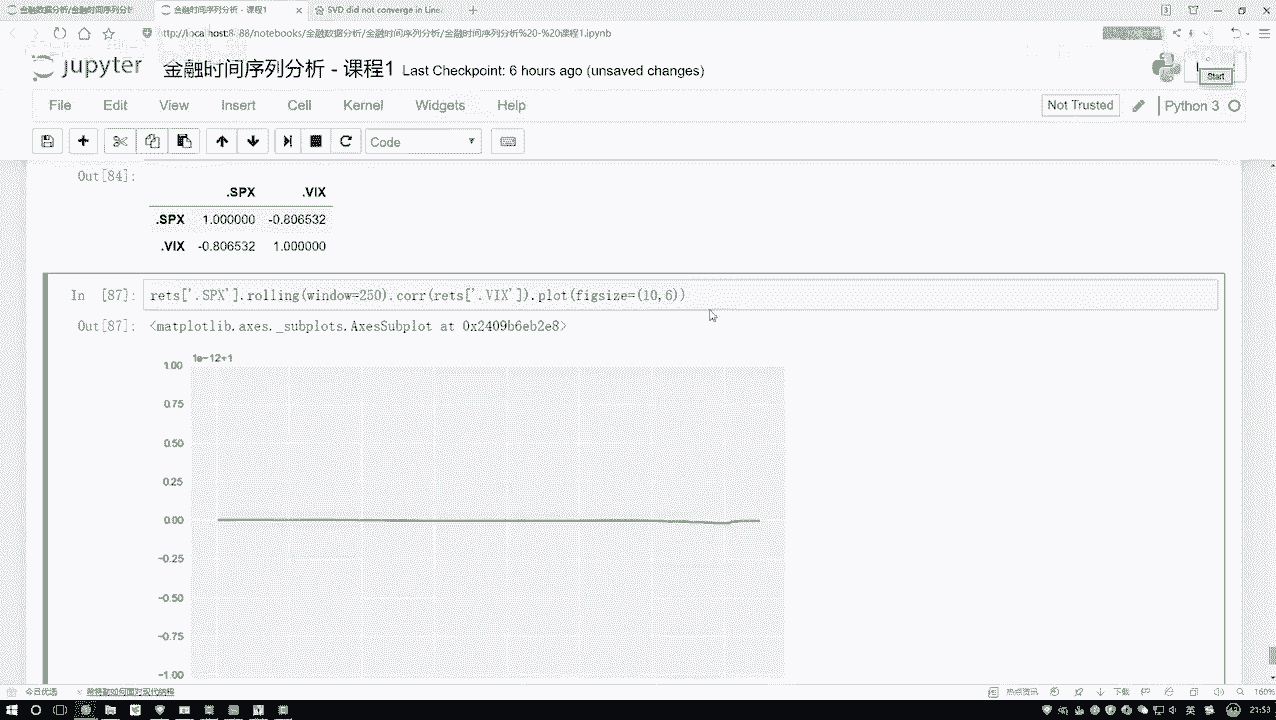 金融数据分析/金融时间序列分析
金融时间序列分析 - 课程1
SVD did not converge in Line
ttp://localhost:8888/notebooks/金融数据分析/金融时间序列分析/金融时间序列分析%20-%20课程1.ipynb
jupyter 金融时间序列分析 - 课程1 Last Checkpoint: 6 hours ago (unsaved changes)
Start
File Edit View Insert Cell Kernel Widgets Help
Not Trusted
Python 3
Code
Out[84]:
.SPX .VIX
.SPX 1.000000 -0.806532
.VIX -0.806532 1.000000
In [87]: rets['.SPX'].rolling(window=250).corr(rets['.VIX']).plot(figsize=(10,6))
Out[87]: <matplotlib.axes._subplots.AxesSubplot at 0x2409b6eb2e8>
1e-12+1
1.00
0.75
0.50
0.25
0.00
-0.25
-0.50
-0.75
-1.00
今日优选
热点资讯
下载
160%
英
21:53